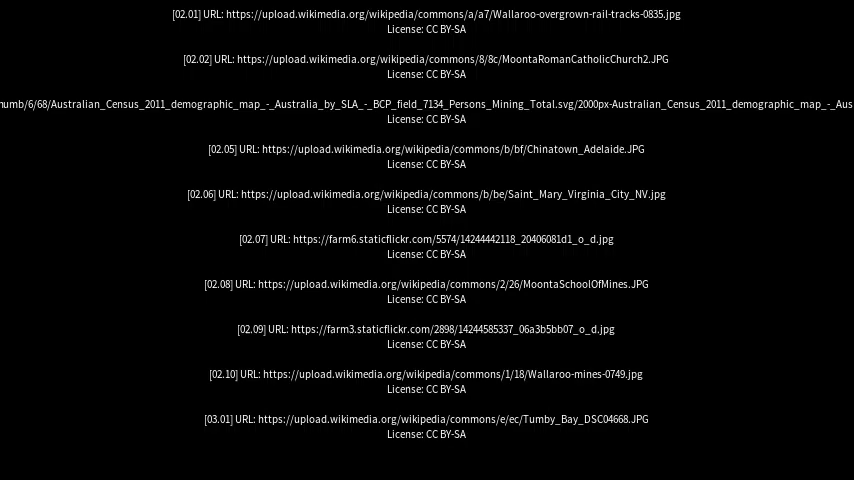 [02.01] URL: https://upload.wikimedia.org/wikipedia/commons/a/a7/Wallaroo-overgrown-rail-tracks-0835.jpg
License: CC BY-SA
[02.02] URL: https://upload.wikimedia.org/wikipedia/commons/8/8c/MoontaRomanCatholicChurch2.JPG
License: CC BY-SA
humb/6/68/Australian_Census_2011_demographic_map_-_Australia_by_SLA_-_BCP_field_7134_Persons_Mining_Total.svg/2000px-Australian_Census_2011_demographic_map_-_Aus
License: CC BY-SA
[02.05] URL: https://upload.wikimedia.org/wikipedia/commons/b/bf/Chinatown_Adelaide.JPG
License: CC BY-SA
[02.06] URL: https://upload.wikimedia.org/wikipedia/commons/b/be/Saint_Mary_Virginia_City_NV.jpg
License: CC BY-SA
[02.07] URL: https://farm6.staticflickr.com/5574/14244442118_20406081d1_o_d.jpg
License: CC BY-SA
[02.08] URL: https://upload.wikimedia.org/wikipedia/commons/2/26/MoontaSchoolOfMines.JPG
License: CC BY-SA
[02.09] URL: https://farm3.staticflickr.com/2898/14244585337_06a3b5bb07_o_d.jpg
License: CC BY-SA
[02.10] URL: https://upload.wikimedia.org/wikipedia/commons/1/18/Wallaroo-mines-0749.jpg
License: CC BY-SA
[03.01] URL: https://upload.wikimedia.org/wikipedia/commons/e/ec/Tumby_Bay_DSC04668.JPG
License: CC BY-SA